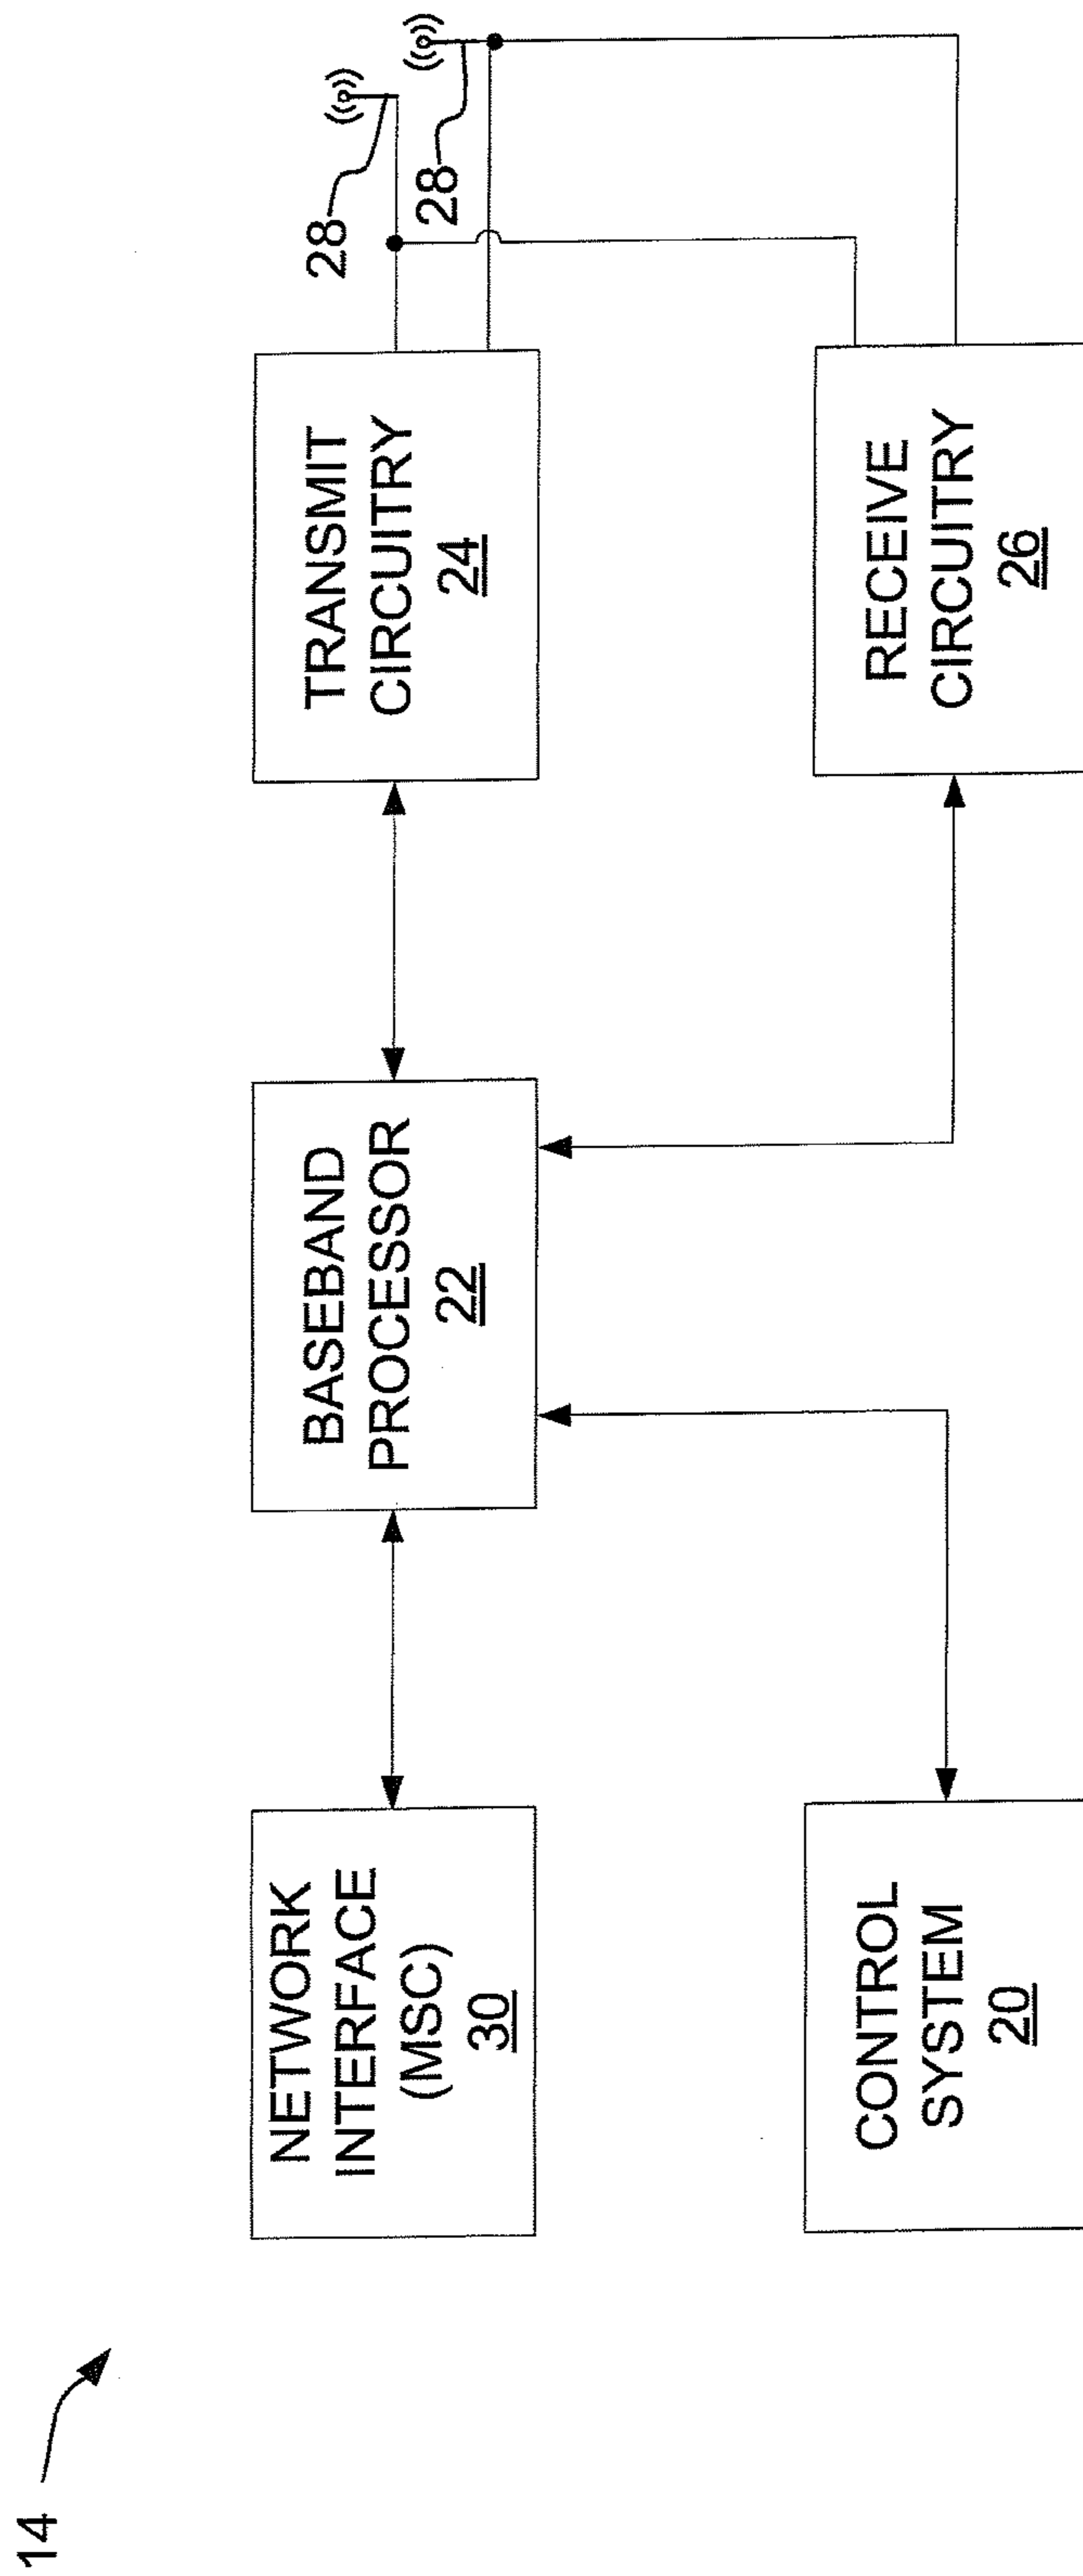 14
NETWORK
INTERFACE
(MSC)
30
BASEBAND
PROCESSOR
22
TRANSMIT
CIRCUITRY
24
28
28
CONTROL
SYSTEM
20
RECEIVE
CIRCUITRY
26